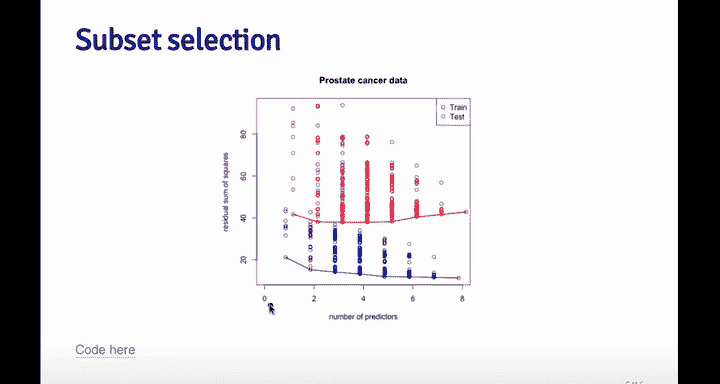 Subset selection
Prostate cancer data
Train
Test
residual sum of squares
80
60
40
20
0 2 4 6 8
number of predictors
Code here